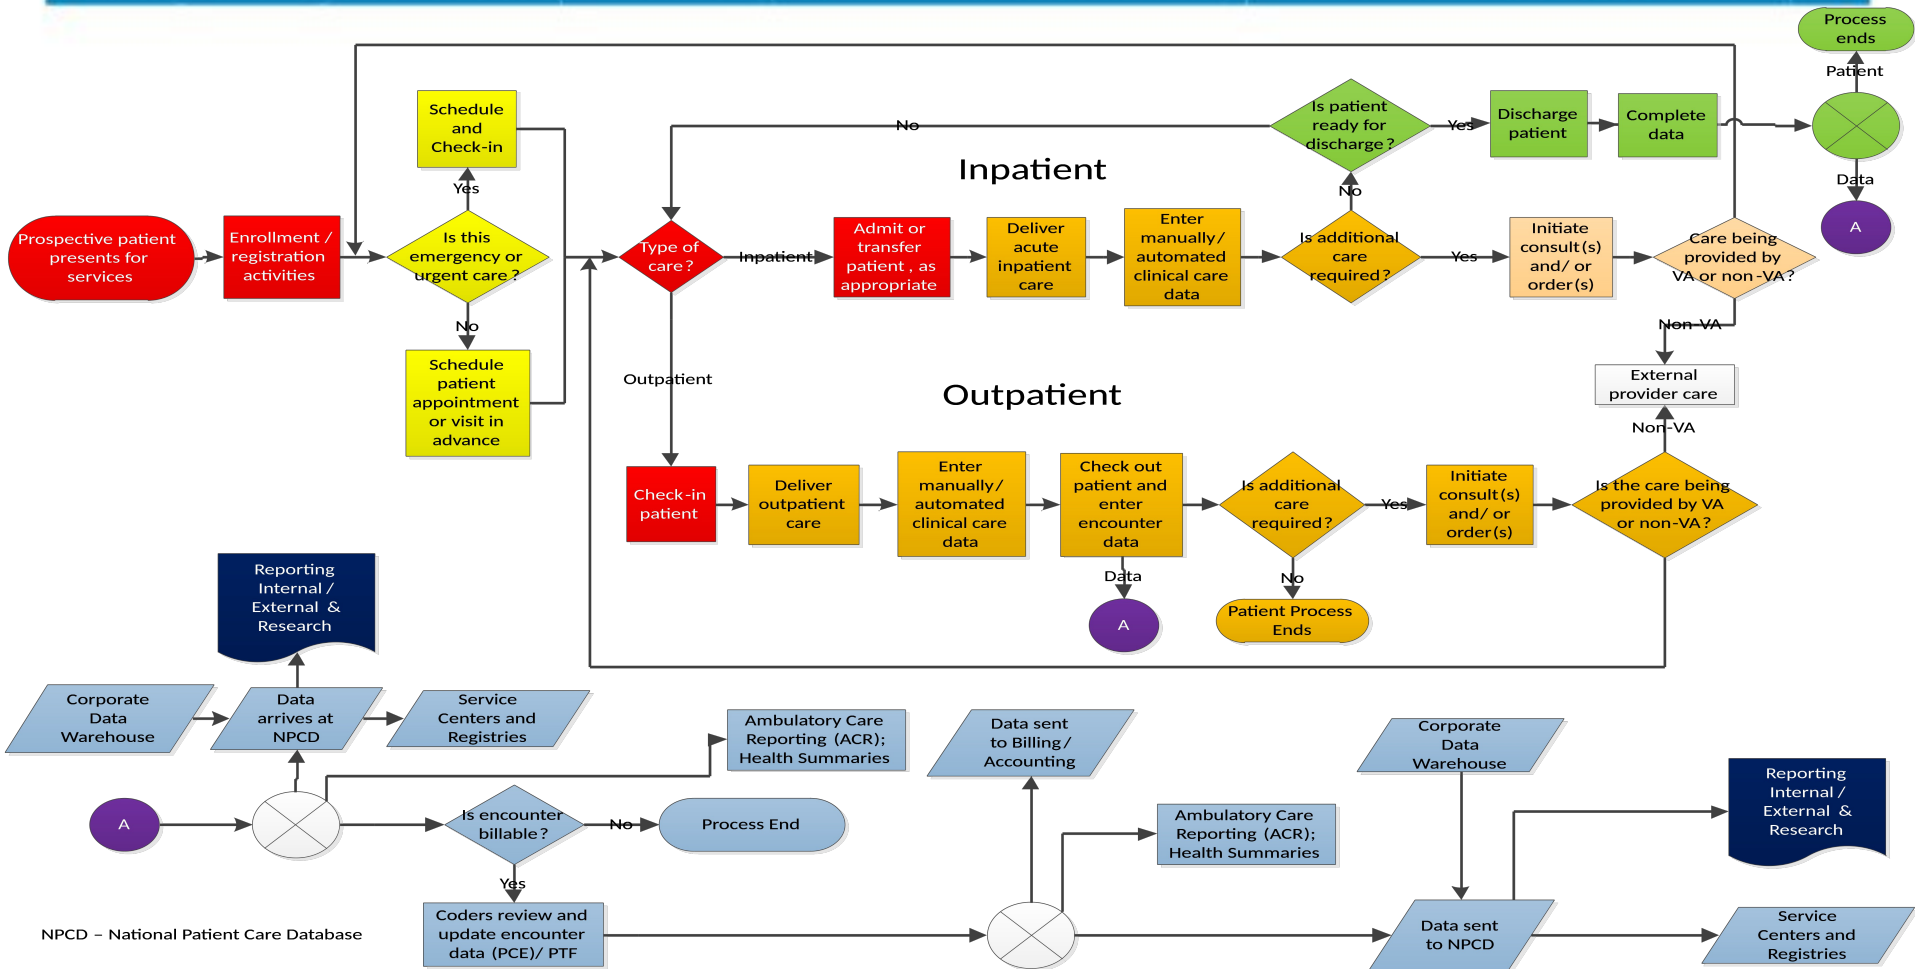 Process
ends
Patient
Schedule
and
Check-in
Yes
No
Is patient
ready for
discharge?
Yes
Discharge
patient
Complete
data
Data
A
Inpatient
No
Prospective patient
presents for
services
Enrollment /
registration
activities
Is this
emergency or
urgent care?
No
Schedule
patient
appointment
or visit in
advance
Type of
care?
Inpatient
Admit or
transfer
patient , as
appropriate
Deliver
acute
inpatient
care
Enter
manually/
automated
clinical care
data
Is additional
care
required?
Yes
Initiate
consult(s)
and/ or
order(s)
Care being
provided by
VA or non-VA?
Non-VA
External
provider care
Non-VA
Outpatient
Outpatient
Check-in
patient
Deliver
outpatient
care
Enter
manually/
automated
clinical care
data
Check out
patient and
enter
encounter
data
Is additional
care
required?
Yes
Initiate
consult(s)
and/ or
order(s)
Is the care being
provided by VA
or non-VA?
Data
A
No
Patient Process
Ends
Reporting
Internal /
External &
Research
Corporate
Data
Warehouse
Data
arrives at
NPCD
Service
Centers and
Registries
Ambulatory Care
Reporting (ACR);
Health Summaries
A
Is encounter
billable?
No
Process End
Yes
Coders review and
update encounter
data (PCE)/ PTF
Data sent
to Billing/
Accounting
Ambulatory Care
Reporting (ACR);
Health Summaries
Corporate
Data
Warehouse
Data sent
to NPCD
Reporting
Internal /
External &
Research
Service
Centers and
Registries
NPCD – National Patient Care Database